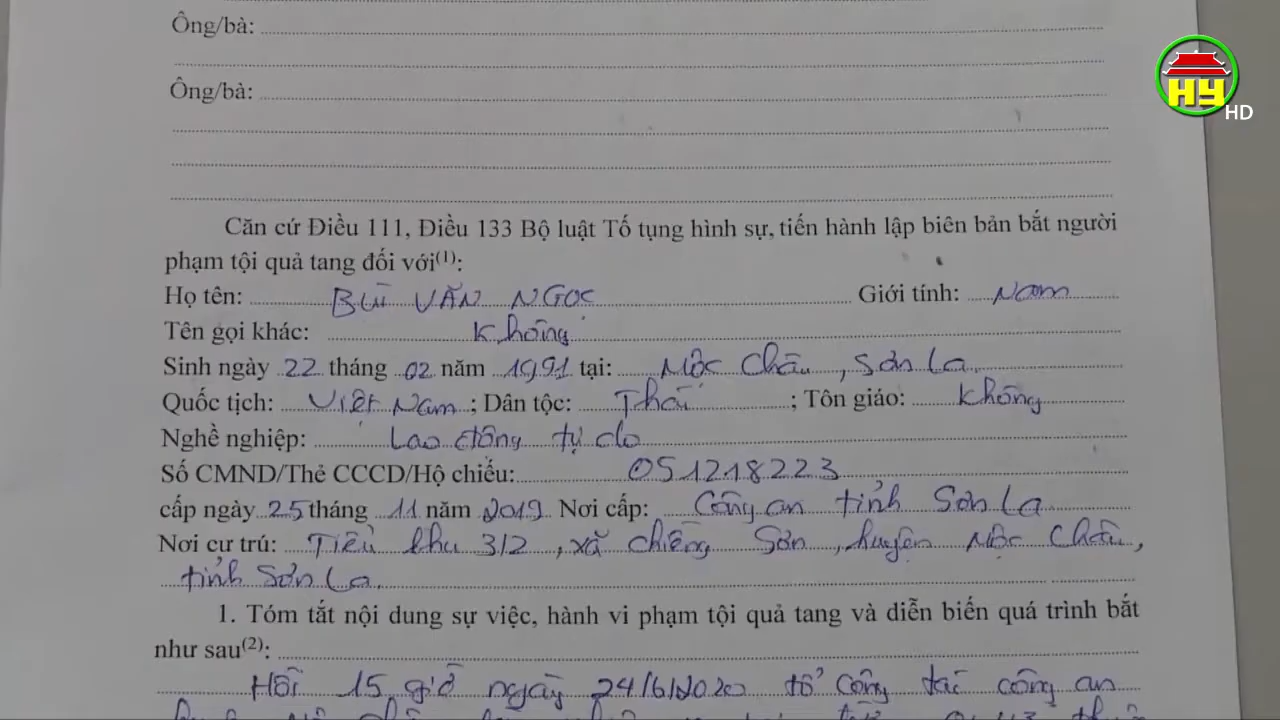 Ông/bà:
Ông/bà:
HY
HD
Căn cứ Điều 111, Điều 133 Bộ luật Tố tụng hình sự, tiến hành lập biên bản bắt người
phạm tội quả tang đối với(1):
Họ tên: BÙI VĂN NGỌC Giới tính: Nam
Tên gọi khác: Không
Sinh ngày 22 tháng 02 năm 1991 tại: Mộc Châu, Sơn La.
Quốc tịch: Việt Nam; Dân tộc: Thái; Tôn giáo: Không
Nghề nghiệp: Lao động tự do
Số CMND/Thẻ CCCD/Hộ chiếu: 051218223
cấp ngày 25 tháng 11 năm 2019 Nơi cấp: Công an tỉnh Sơn La
Nơi cư trú: Tiểu khu 3/2, xã Chiềng Sơn, huyện Mộc Châu,
tỉnh Sơn La.
1. Tóm tắt nội dung sự việc, hành vi phạm tội quả tang và diễn biến quá trình bắt
như sau(2):
Hồi 15 giờ ngày 24/6/2020 tổ công tác công an